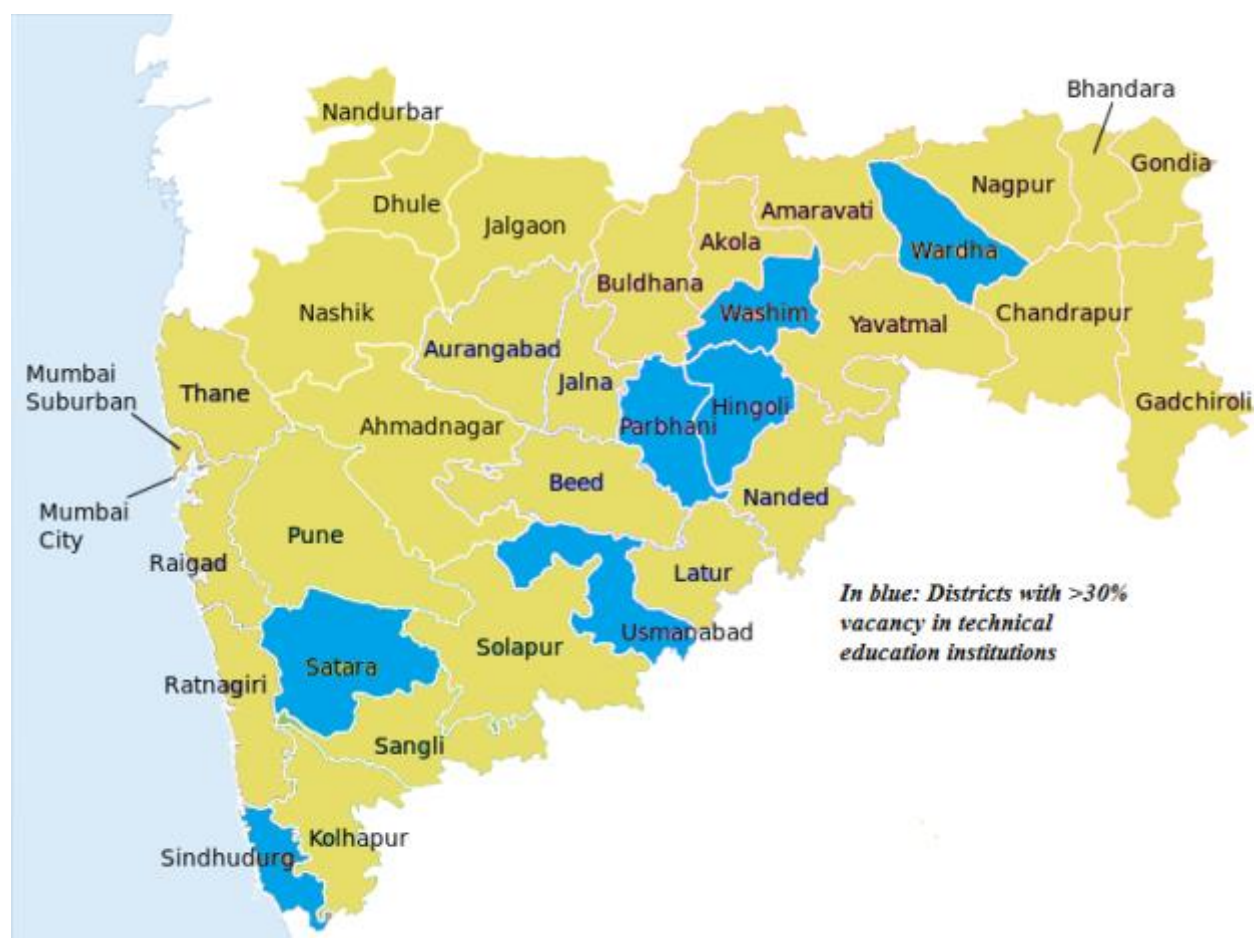 Bhandara
Nandurbar
Gondia
Nagpur
Dhule
Amaravati
Jalgaon
Akola
Wardha
Buldhana
Nashik
Washim
Chandrapur
Yavatmal
Aurangabad
Mumbai
Suburban
Thane
Jalna
Hingoli
Gadchiroli
Ahmadnagar
Parbhani
Beed
Nanded
Mumbai
City
Pune
Raigad
Latur
In blue: Districts with >30%
vacancy in technical
education institutions
Usmanabad
Solapur
Satara
Ratnagiri
Sangli
Kolhapur
Sindhudurg